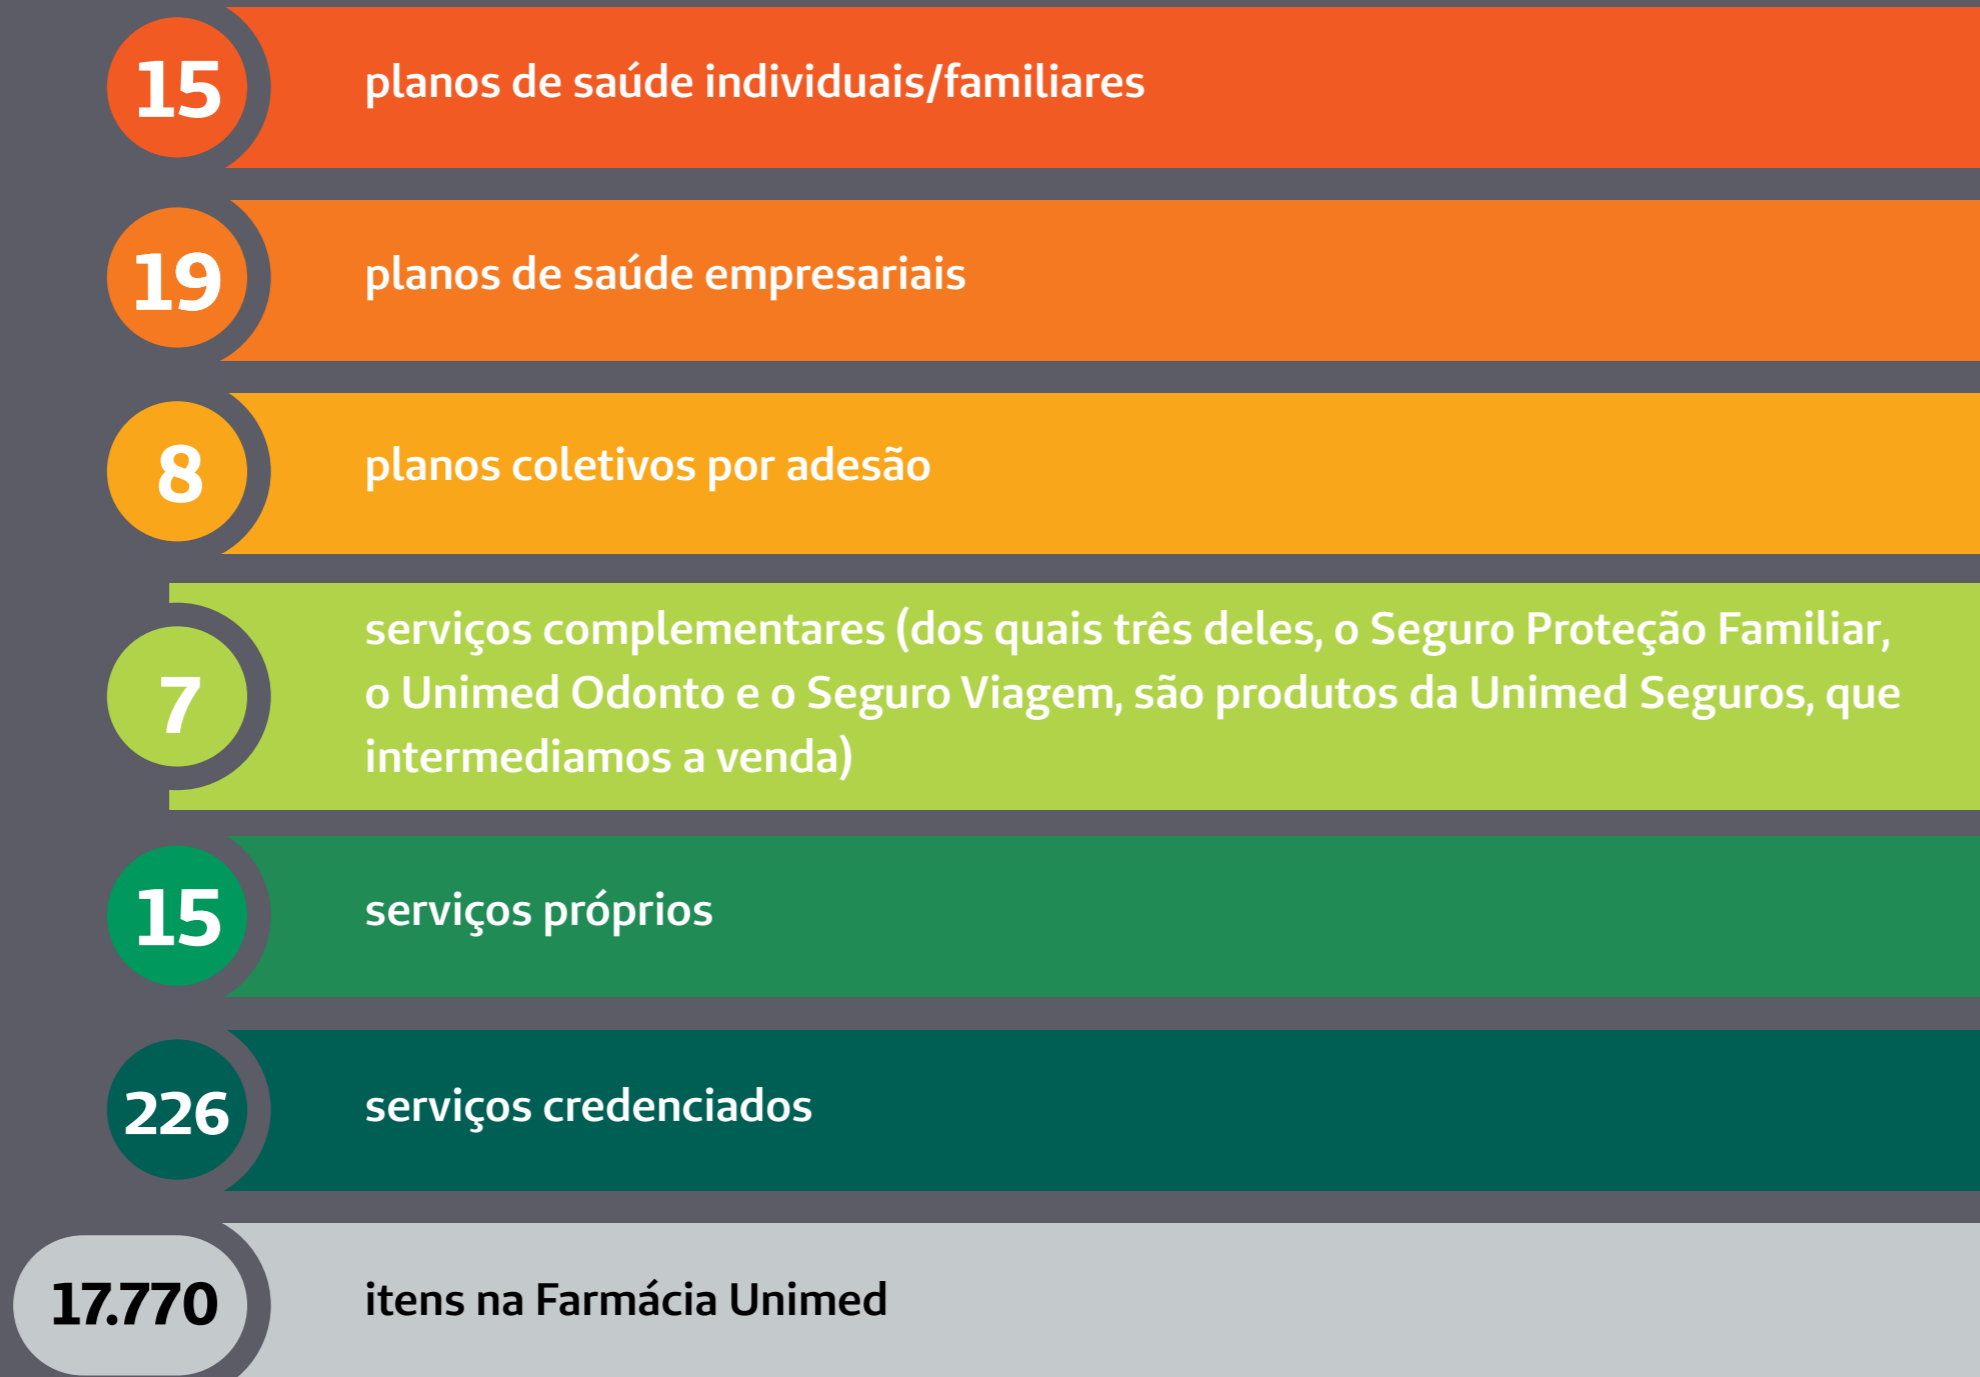 15
planos de saúde individuais/familiares
19
planos de saúde empresariais
8
planos coletivos por adesão
7
serviços complementares (dos quais três deles, o Seguro Proteção Familiar,
o Unimed Odonto e o Seguro Viagem, são produtos da Unimed Seguros, que
intermediamos a venda)
15
serviços próprios
226
serviços credenciados
17.770
itens na Farmácia Unimed